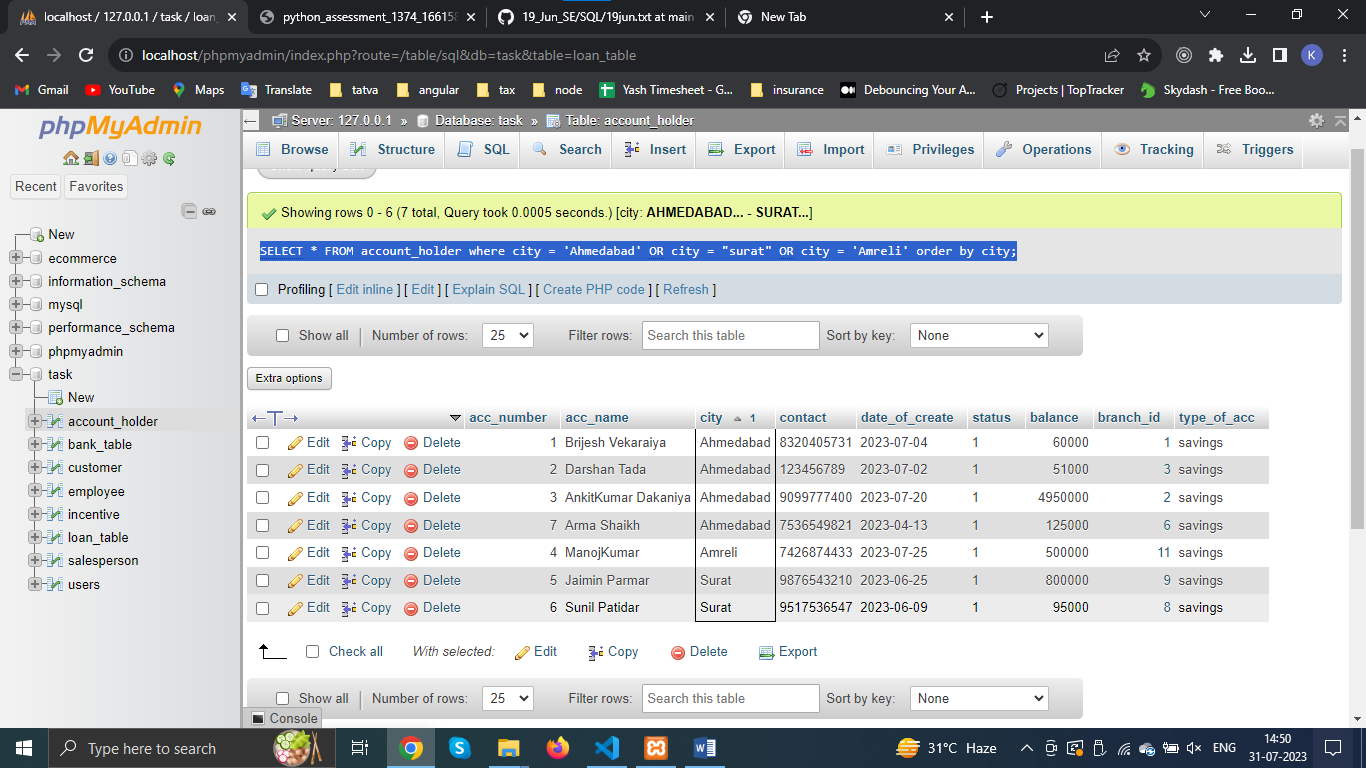 localhost / 127.0.0.1 / task / loan_
python_assessment_1374_16615
19_Jun_SE/SQL/19jun.txt at main
New Tab
localhost/phpmyadmin/index.php?route=/table/sql&db=task&table=loan_table
K
Gmail YouTube Maps Translate tatva angular tax node Yash Timesheet - G... insurance Debouncing Your A... Projects | TopTracker Skydash - Free Boo...
phpMyAdmin
Recent Favorites
New
ecommerce
information_schema
mysql
performance_schema
phpmyadmin
task
New
account_holder
bank_table
customer
employee
incentive
loan_table
salesperson
users
Server: 127.0.0.1 » Database: task » Table: account_holder
Browse Structure SQL Search Insert Export Import Privileges Operations Tracking Triggers
Showing rows 0 - 6 (7 total, Query took 0.0005 seconds.) [city: AHMEDABAD... - SURAT...]
SELECT * FROM account_holder where city = 'Ahmedabad' OR city = "surat" OR city = 'Amreli' order by city;
Profiling [ Edit inline ] [ Edit ] [ Explain SQL ] [ Create PHP code ] [ Refresh ]
Show all Number of rows: 25 Filter rows: Search this table Sort by key: None
Extra options
acc_number acc_name city 1 contact date_of_create status balance branch_id type_of_acc
Edit Copy Delete 1 Brijesh Vekaraiya Ahmedabad 8320405731 2023-07-04 1 60000 1 savings
Edit Copy Delete 2 Darshan Tada Ahmedabad 123456789 2023-07-02 1 51000 3 savings
Edit Copy Delete 3 AnkitKumar Dakaniya Ahmedabad 9099777400 2023-07-20 1 4950000 2 savings
Edit Copy Delete 7 Arma Shaikh Ahmedabad 7536549821 2023-04-13 1 125000 6 savings
Edit Copy Delete 4 ManojKumar Amreli 7426874433 2023-07-25 1 500000 11 savings
Edit Copy Delete 5 Jaimin Parmar Surat 9876543210 2023-06-25 1 800000 9 savings
Edit Copy Delete 6 Sunil Patidar Surat 9517536547 2023-06-09 1 95000 8 savings
Check all With selected: Edit Copy Delete Export
Show all Number of rows: 25 Filter rows: Search this table Sort by key: None
Console
Type here to search
31°C Haze
ENG
14:50
31-07-2023